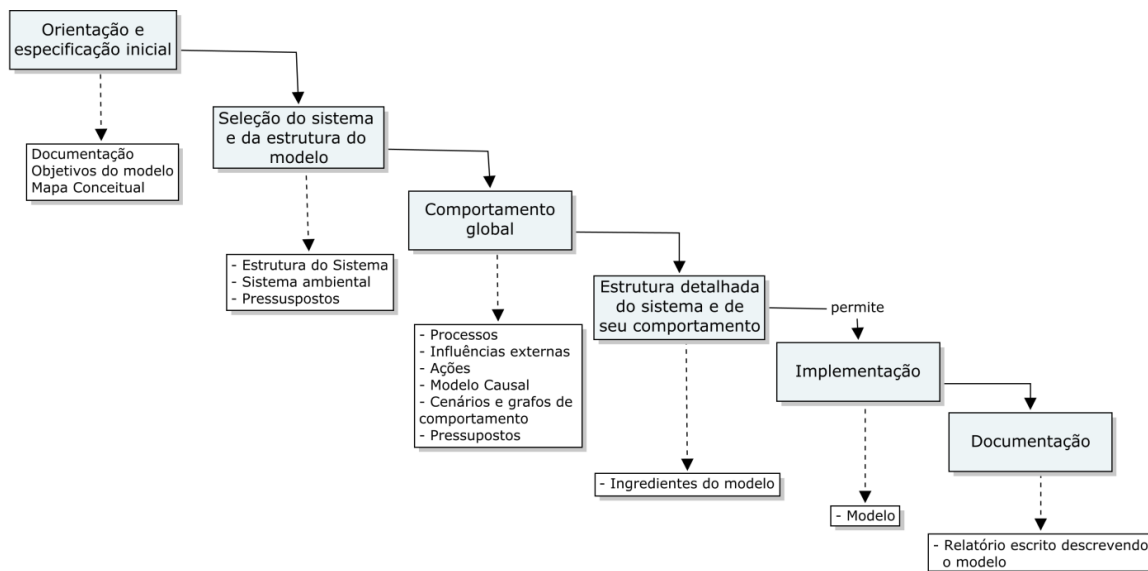 Orientação e
especificação inicial
Documentação
Objetivos do modelo
Mapa Conceitual
Seleção do sistema
e da estrutura do
modelo
- Estrutura do Sistema
- Sistema ambiental
- Pressuspostos
Comportamento
global
- Processos
- Influências externas
- Ações
- Modelo Causal
- Cenários e grafos de
comportamento
- Pressupostos
Estrutura detalhada
do sistema e de
seu comportamento
- Ingredientes do modelo
permite
Implementação
- Modelo
Documentação
- Relatório escrito descrevendo
o modelo